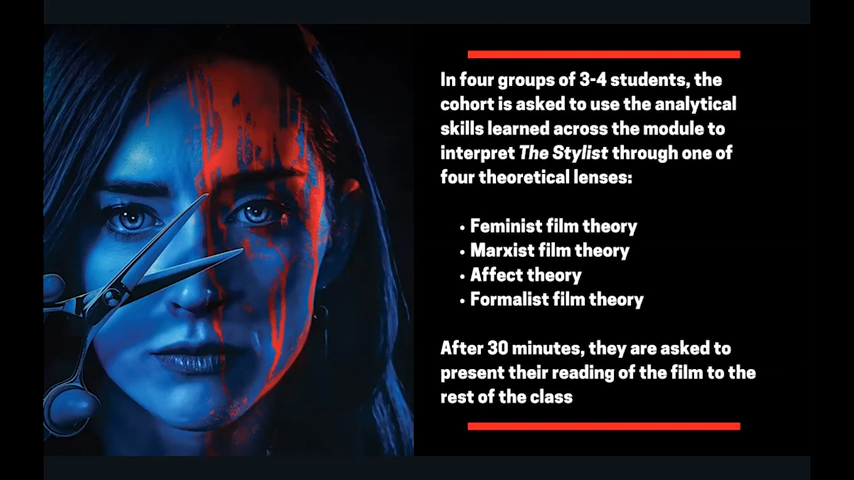 In four groups of 3-4 students, the
cohort is asked to use the analytical
skills learned across the module to
interpret The Stylist through one of
four theoretical lenses:
• Feminist film theory
• Marxist film theory
• Affect theory
• Formalist film theory
After 30 minutes, they are asked to
present their reading of the film to the
rest of the class